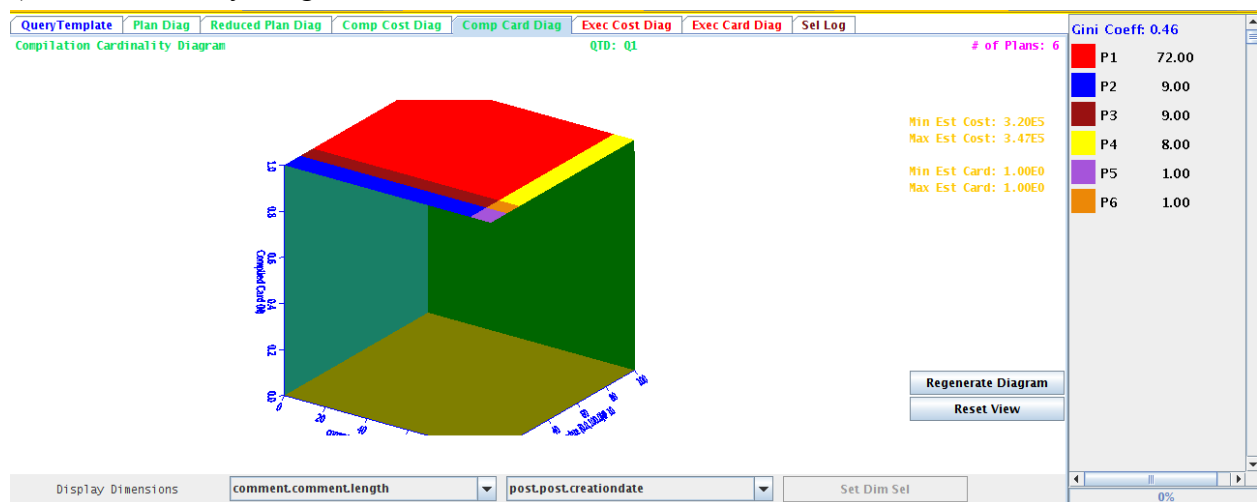 QueryTemplate Plan Diag Reduced Plan Diag Comp Cost Diag Comp Card Diag Exec Cost Diag Exec Card Diag Sel Log
Compilation Cardinality Diagram QTD: Q1 # of Plans: 6
Gini Coeff: 0.46
P1 72.00
P2 9.00
P3 9.00
P4 8.00
P5 1.00
P6 1.00
Min Est Cost: 3.20E5
Max Est Cost: 3.47E5
Min Est Card: 1.00E0
Max Est Card: 1.00E0
1.0
0.8
0.6
0.4
0.2
0.0
0
20
100
Regenerate Diagram
Reset View
Display Dimensions comment.comment.length post.post.creationdate Set Dim Sel
0%